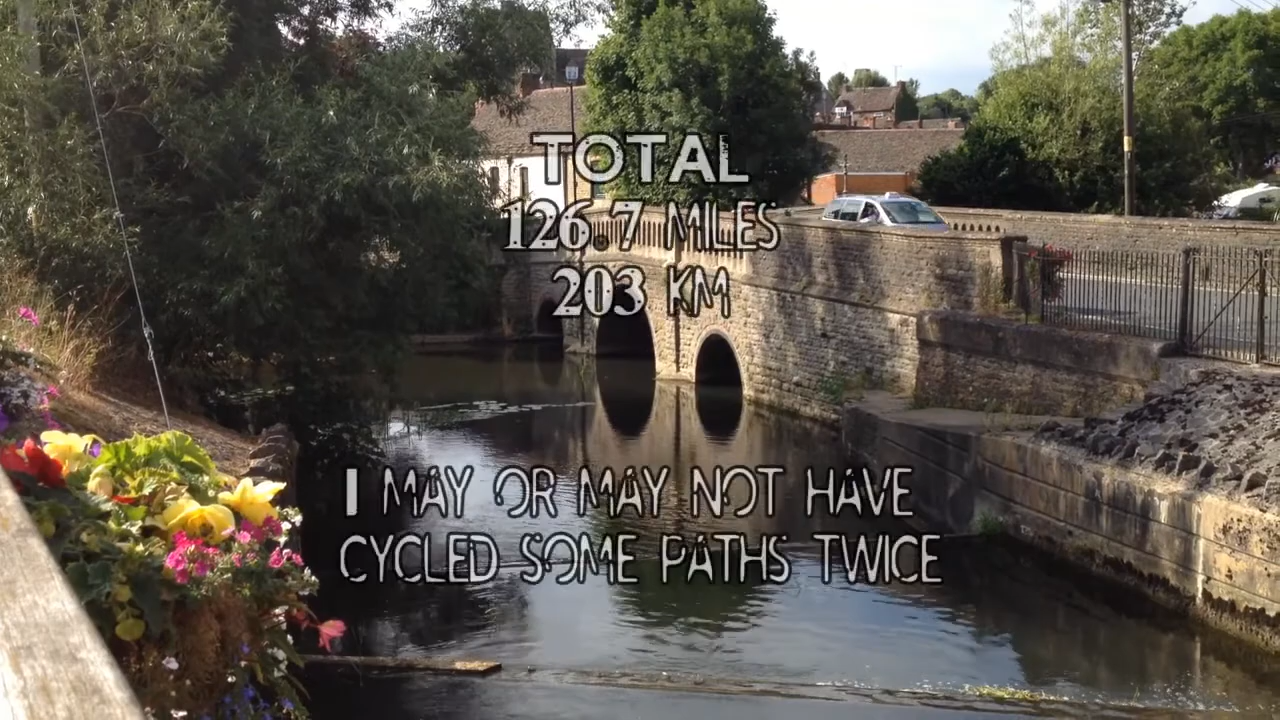 TOTAL
126.7 MILES
203 KM
I MAY OR MAY NOT HAVE
CYCLED SOME PATHS TWICE